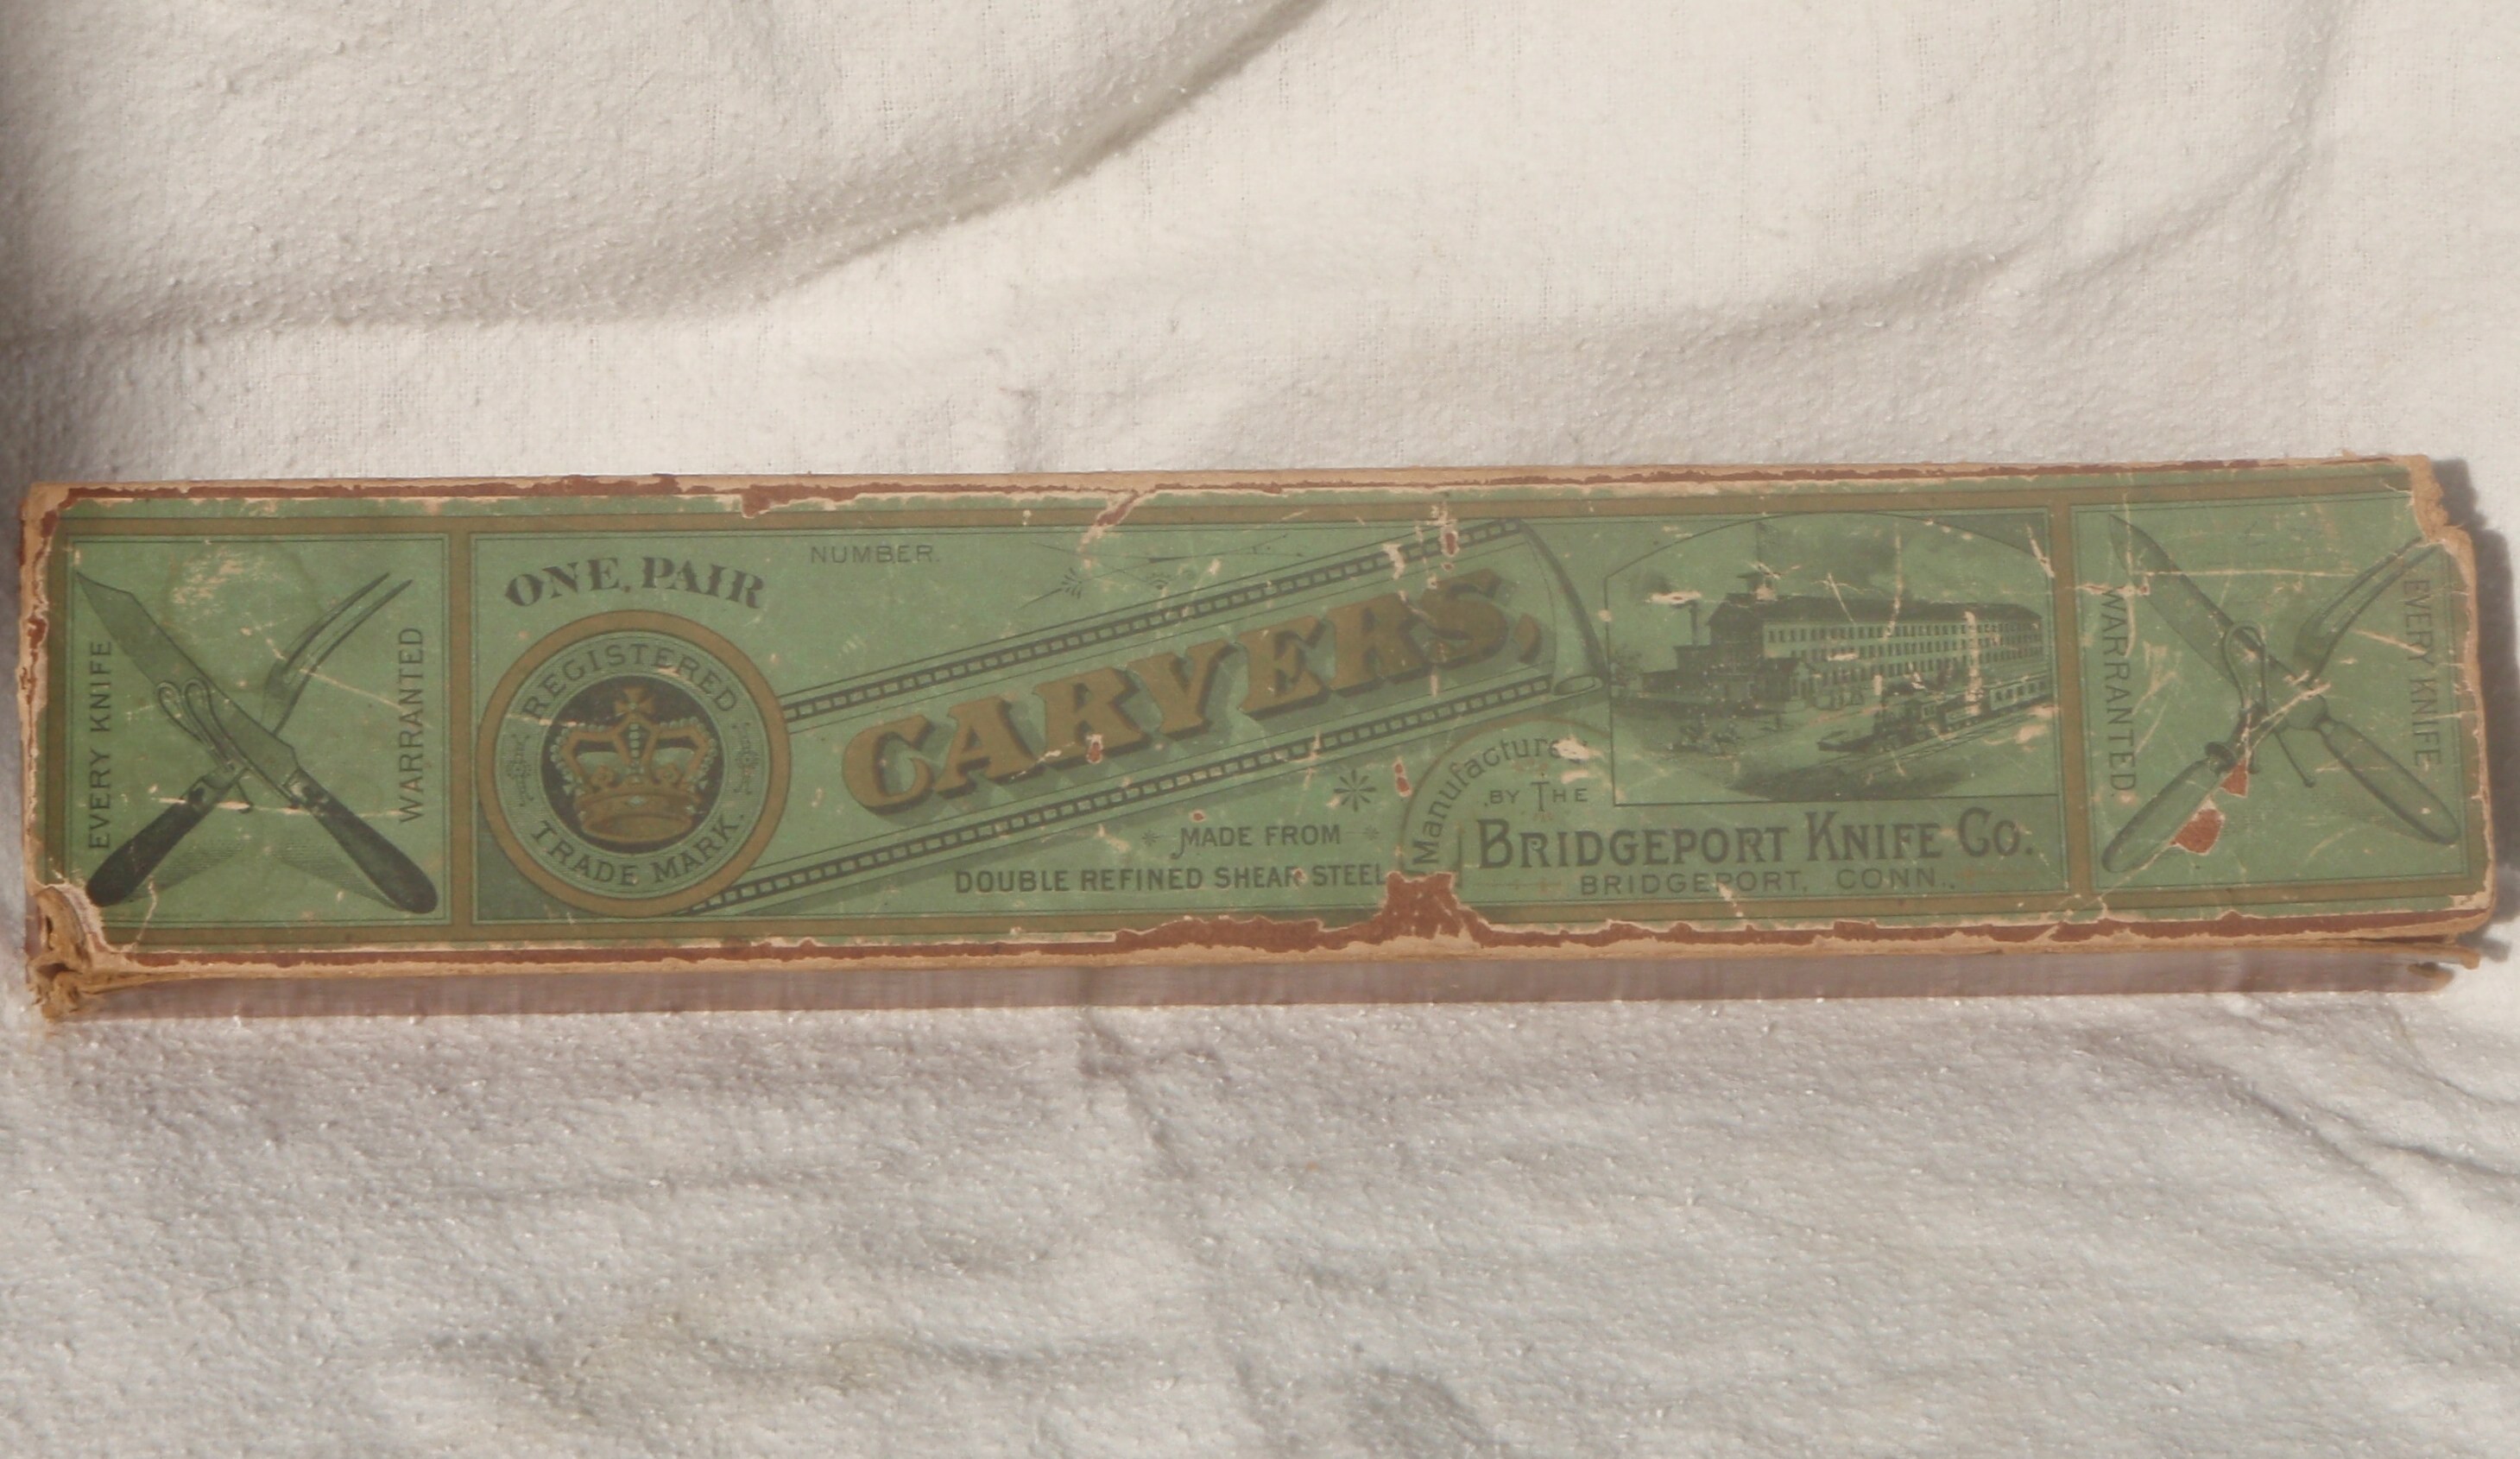 EVERY KNIFE
WARRANTED
ONE PAIR
NUMBER.
REGISTERED
TRADE MARK.
CARVERS,
MADE FROM
DOUBLE REFINED SHEAR STEEL
Manufactured
BY THE
BRIDGEPORT KNIFE CO.
BRIDGEPORT, CONN.
WARRANTED
EVERY KNIFE